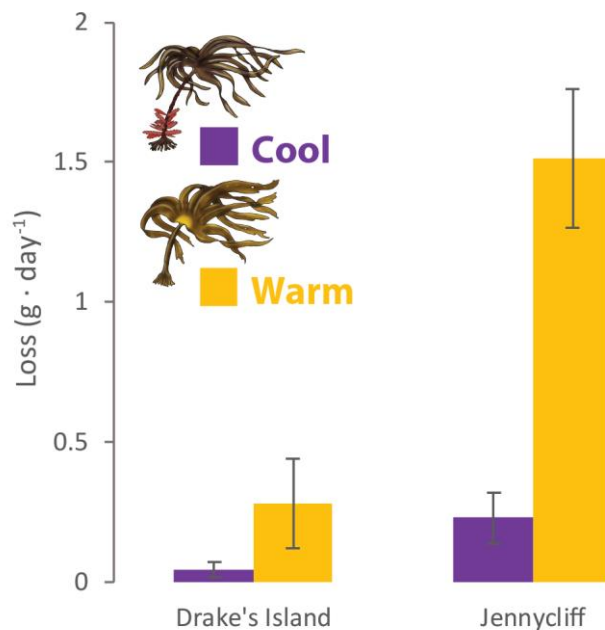 2
Cool
1.5
Warm
1
Loss (g · day⁻¹)
0.5
0
Drake's Island
Jennycliff